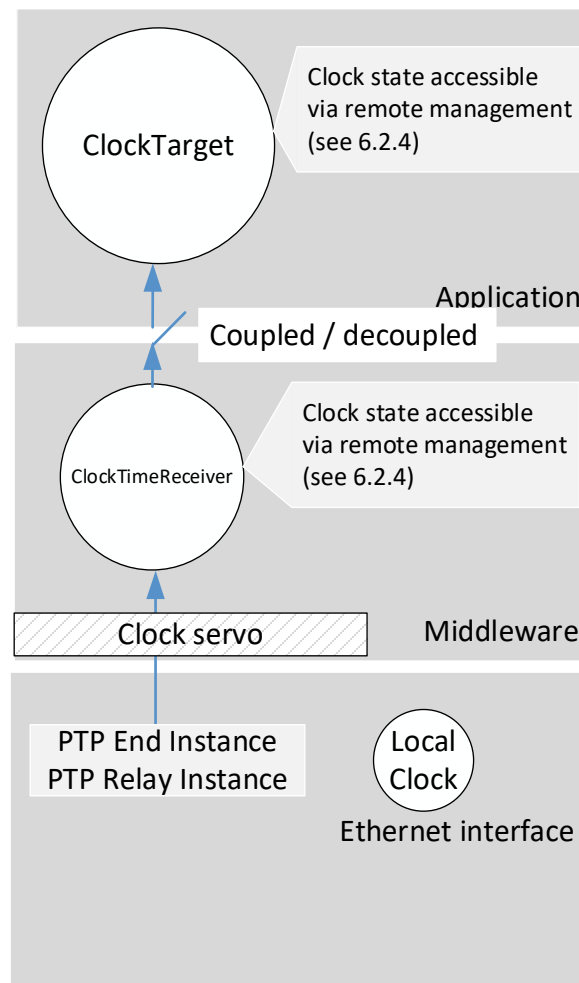 Clock state accessible
via remote management
(see 6.2.4)
ClockTarget
Application
Coupled / decoupled
Clock state accessible
via remote management
(see 6.2.4)
ClockTimeReceiver
Clock servo
Middleware
PTP End Instance
PTP Relay Instance
Local
Clock
Ethernet interface